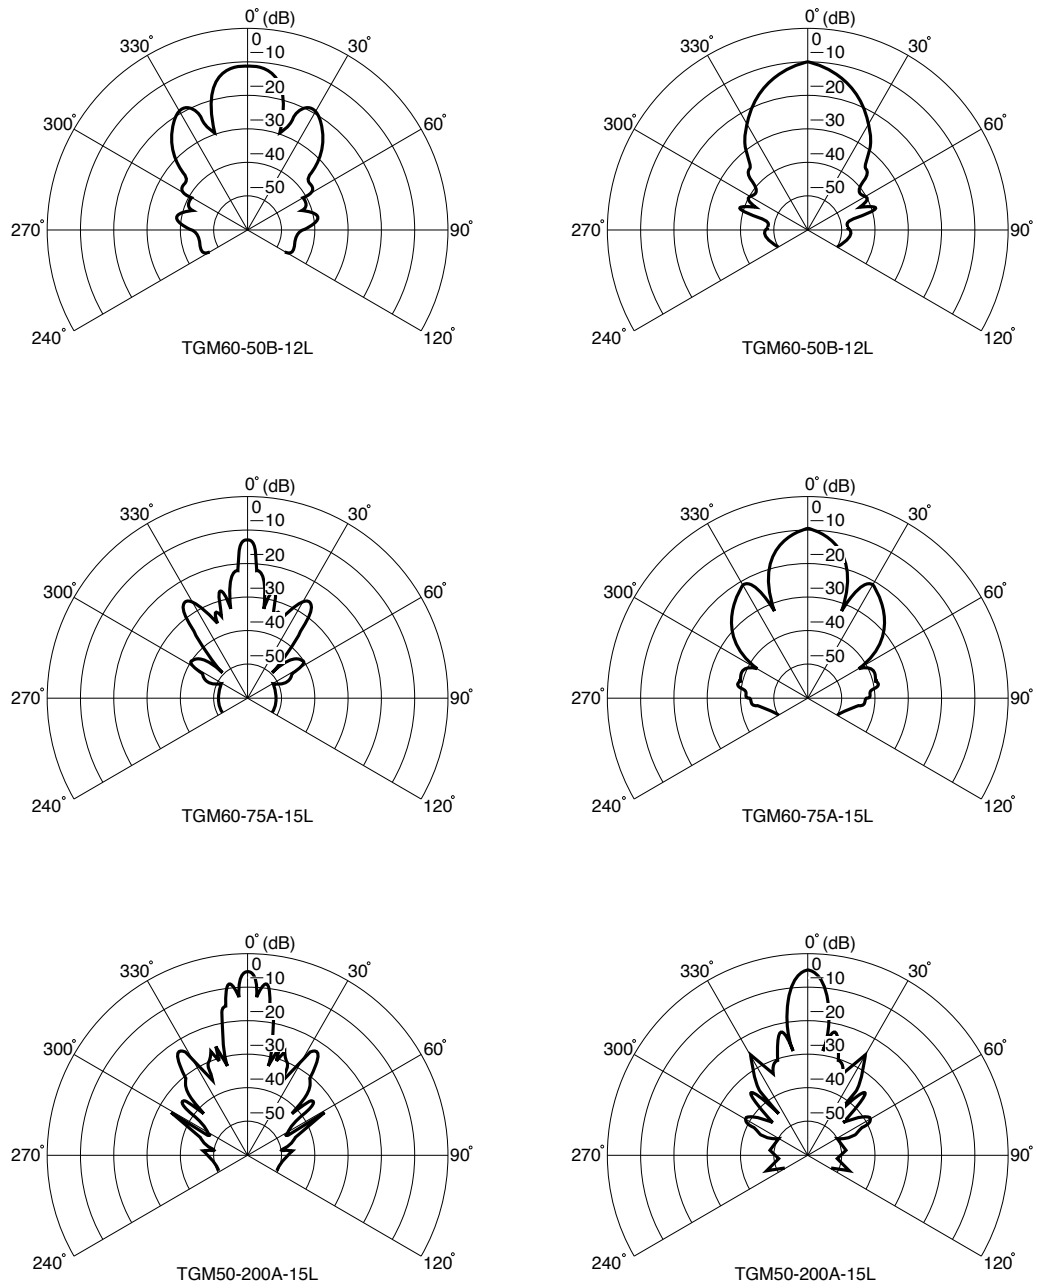 0° (dB) 0° (dB)
330° 0 30° 330° 0 30°
—10 —10
—20 —20
300° —30 60° 300° —30 60°
—40 —40
—50 —50
270° 90° 270° 90°
240° 120° 240° 120°
TGM60-50B-12L TGM60-50B-12L
0° (dB) 0° (dB)
330° 0 30° 330° 0 30°
—10 —10
—20 —20
300° —30 60° 300° —30 60°
—40 —40
—50 —50
270° 90° 270° 90°
240° 120° 240° 120°
TGM60-75A-15L TGM60-75A-15L
0° (dB) 0° (dB)
330° 0 30° 330° 0 30°
—10 —10
—20 —20
300° —30 60° 300° —30 60°
—40 —40
—50 —50
270° 90° 270° 90°
240° 120° 240° 120°
TGM50-200A-15L TGM50-200A-15L